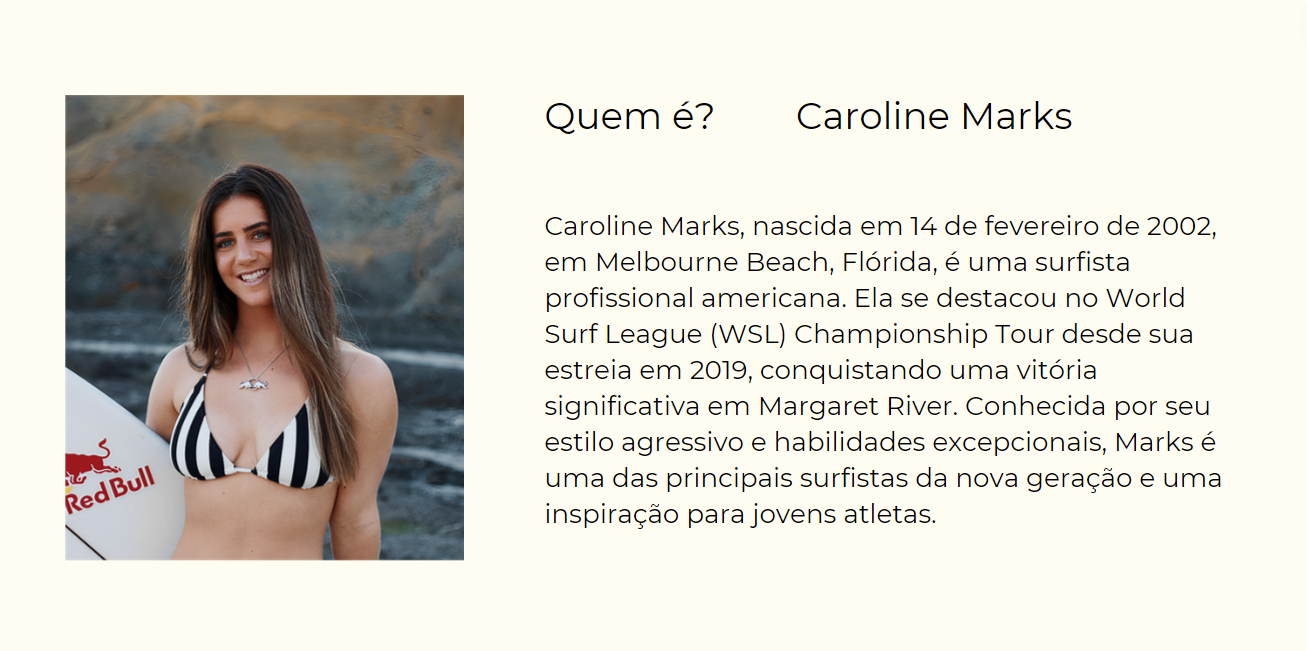 Quem é? Caroline Marks
Caroline Marks, nascida em 14 de fevereiro de 2002,
em Melbourne Beach, Flórida, é uma surfista
profissional americana. Ela se destacou no World
Surf League (WSL) Championship Tour desde sua
estreia em 2019, conquistando uma vitória
significativa em Margaret River. Conhecida por seu
estilo agressivo e habilidades excepcionais, Marks é
uma das principais surfistas da nova geração e uma
inspiração para jovens atletas.
Red Bull